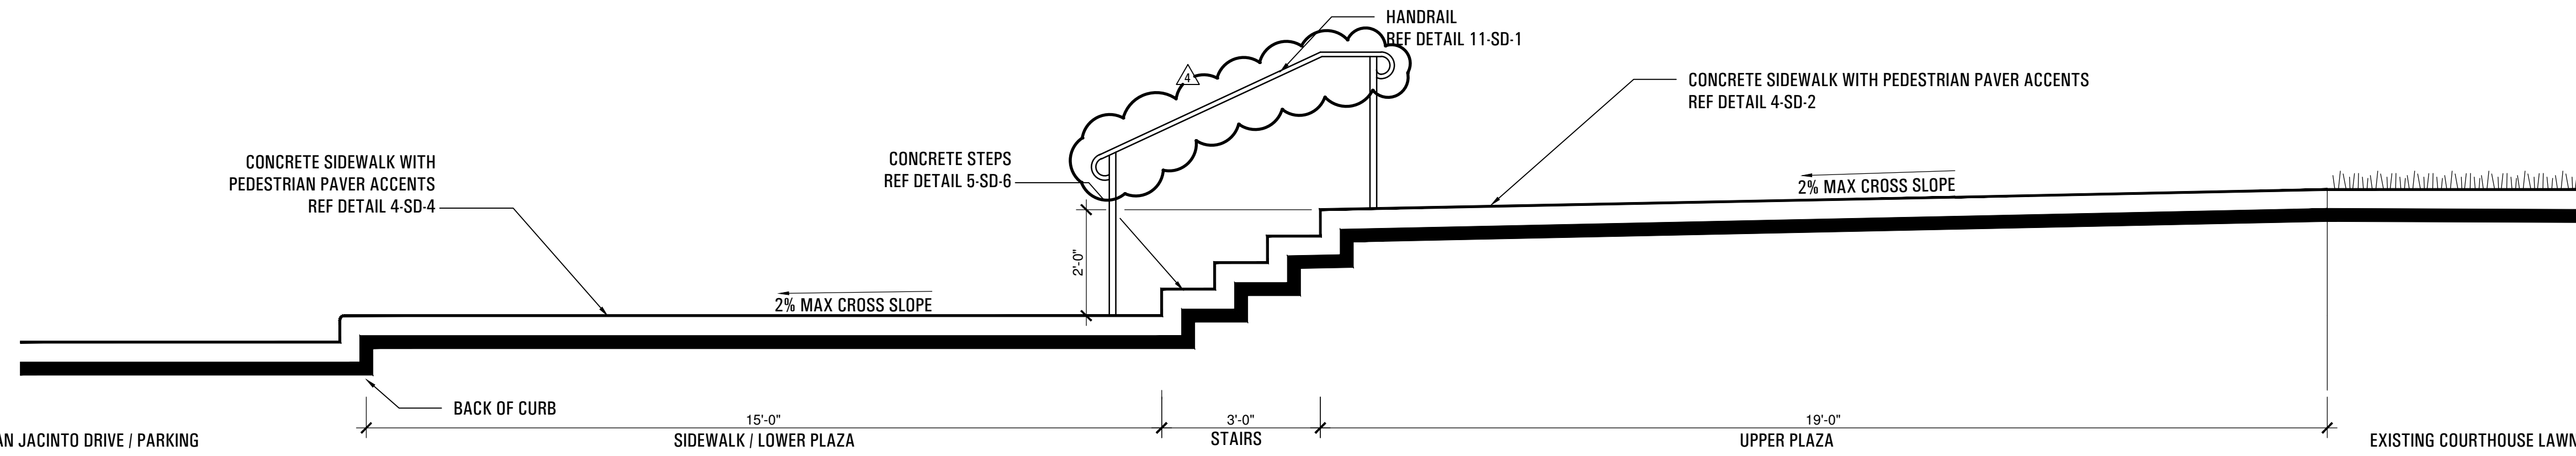 HANDRAIL
REF DETAIL 11-SD-1
4
CONCRETE SIDEWALK WITH PEDESTRIAN PAVER ACCENTS
REF DETAIL 4-SD-2
CONCRETE SIDEWALK WITH
PEDESTRIAN PAVER ACCENTS
REF DETAIL 4-SD-4
CONCRETE STEPS
REF DETAIL 5-SD-6
2% MAX CROSS SLOPE
2'-0"
2% MAX CROSS SLOPE
BACK OF CURB
15'-0"
3'-0"
19'-0"
AN JACINTO DRIVE / PARKING
SIDEWALK / LOWER PLAZA
STAIRS
UPPER PLAZA
EXISTING COURTHOUSE LAWN